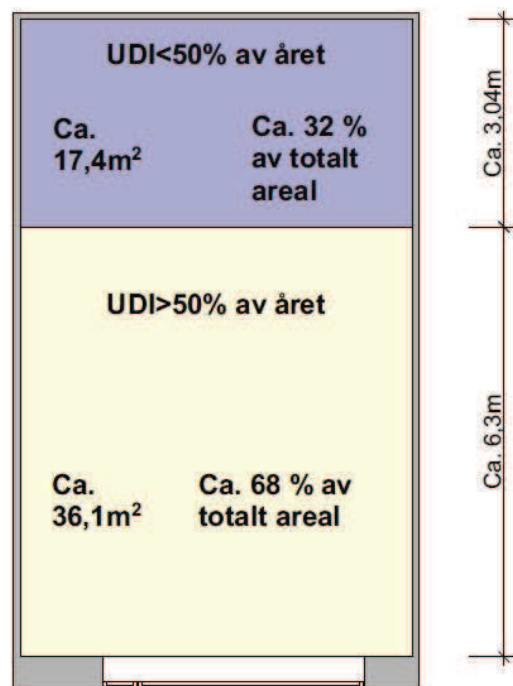 UDI<50% av året
Ca.
17,4m²
Ca. 32 %
av totalt
areal
Ca. 3,04m
UDI>50% av året
Ca.
36,1m²
Ca. 68 % av
totalt areal
Ca. 6,3m